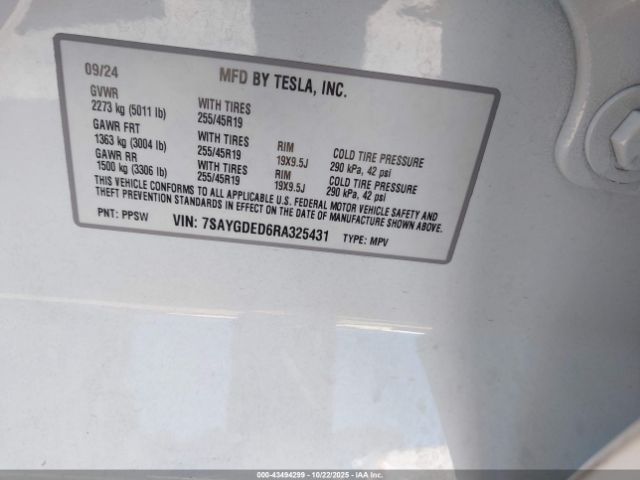 09/24 MFD BY TESLA, INC.
GVWR
2273 kg (5011 lb) WITH TIRES 255/45R19
GAWR FRT
1363 kg (3004 lb) WITH TIRES 255/45R19 RIM 19X9.5J COLD TIRE PRESSURE 290 kPa, 42 psi
GAWR RR
1500 kg (3306 lb) WITH TIRES 255/45R19 RIM 19X9.5J COLD TIRE PRESSURE 290 kPa, 42 psi
THIS VEHICLE CONFORMS TO ALL APPLICABLE U.S. FEDERAL MOTOR VEHICLE SAFETY AND
THEFT PREVENTION STANDARDS IN EFFECT ON THE DATE OF MANUFACTURE SHOWN ABOVE.
PNT: PPSW VIN: 7SAYGDED6RA325431 TYPE: MPV
000-43494299 - 10/22/2025 - IAA Inc.